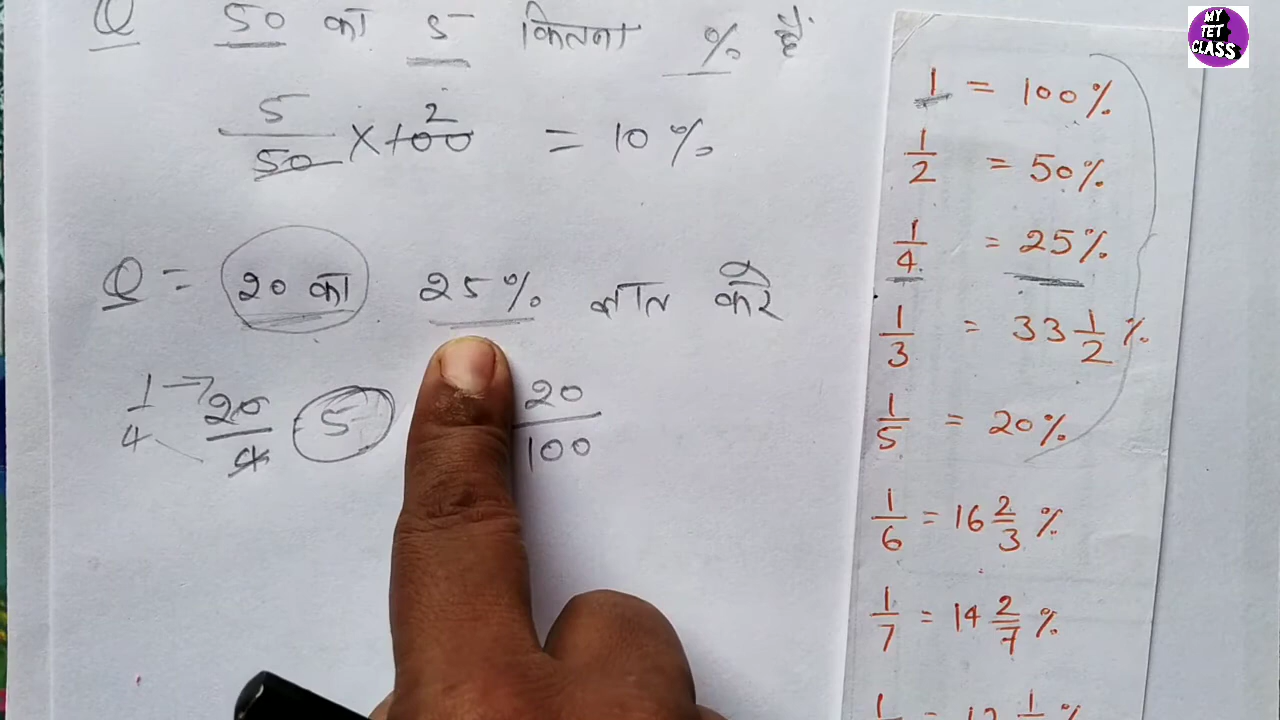 Q 50 का 5 कितना % है
5/50 × 100 2 = 10 %
Q = 20 का 25% ज्ञात करे
1/4 → 20/4 5 20/100
1 = 100%
1/2 = 50%
1/4 = 25%
1/3 = 33 1/2 %
1/5 = 20%
1/6 = 16 2/3 %
1/7 = 14 2/7 %
MY
TET
CLASS